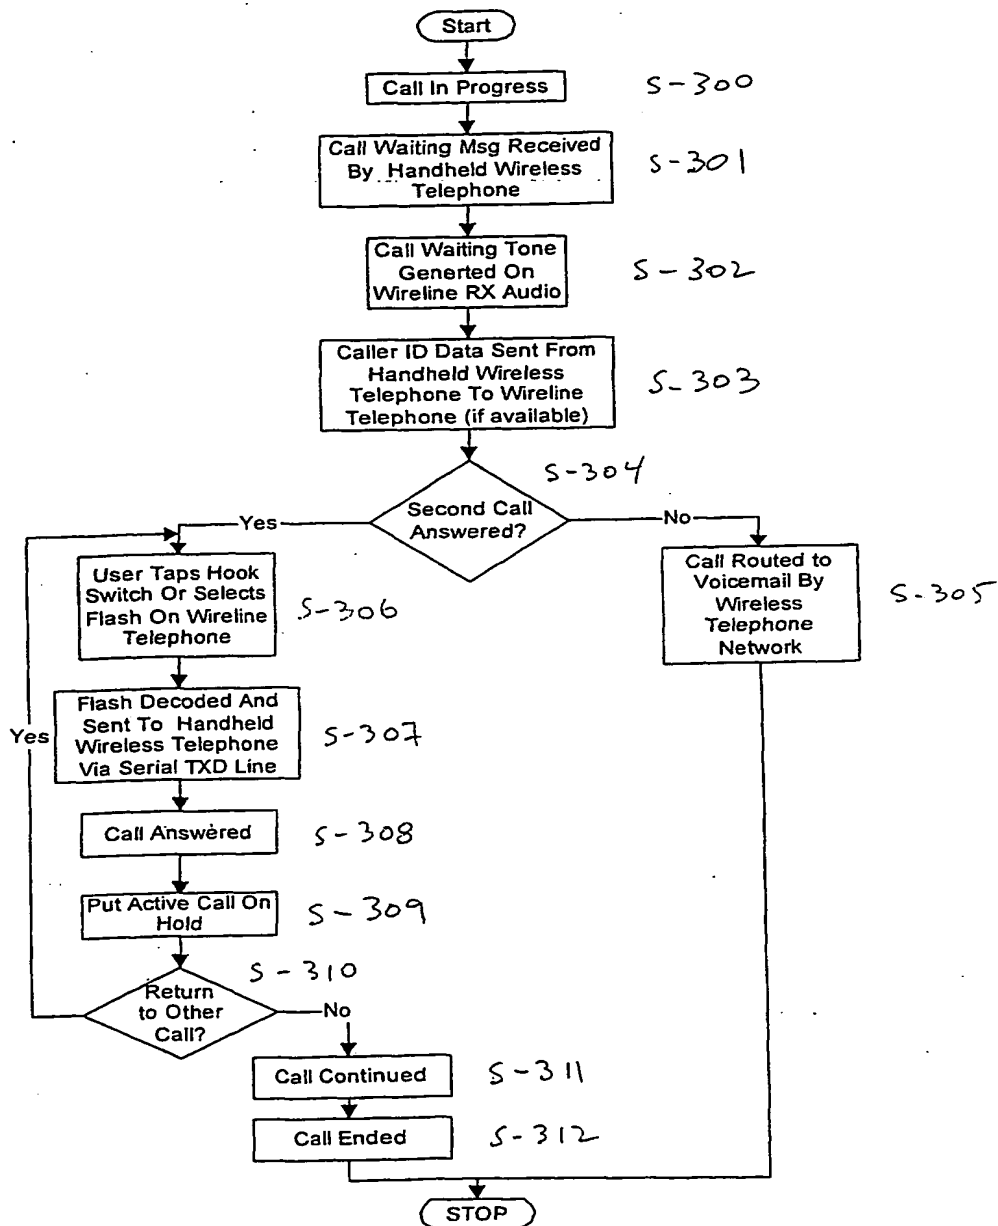 Start
Call In Progress
S-300
Call Waiting Msg Received
By Handheld Wireless
Telephone
S-301
Call Waiting Tone
Generted On
Wireline RX Audio
S-302
Caller ID Data Sent From
Handheld Wireless
Telephone To Wireline
Telephone (if available)
S-303
S-304
Second Call
Answered?
Yes
No
User Taps Hook
Switch Or Selects
Flash On Wireline
Telephone
S-306
Call Routed to
Voicemail By
Wireless
Telephone
Network
S-305
Flash Decoded And
Sent To Handheld
Wireless Telephone
Via Serial TXD Line
S-307
Yes
Call Answered
S-308
Put Active Call On
Hold
S-309
S-310
Return
to Other
Call?
No
Call Continued
S-311
Call Ended
S-312
STOP